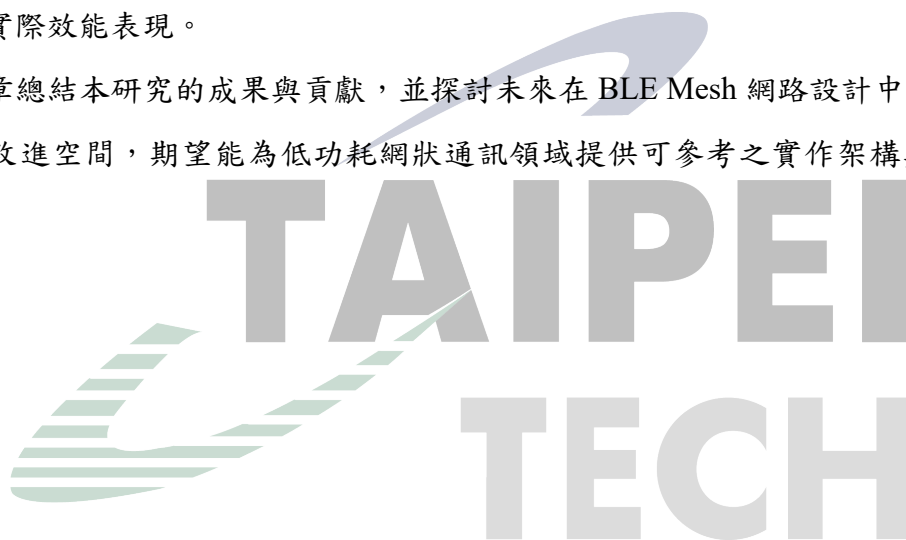 實際效能表現。
章總結本研究的成果與貢獻,並探討未來在 BLE Mesh 網路設計中
改進空間,期望能為低功耗網狀通訊領域提供可參考之實作架構
TAIPEI
TECH